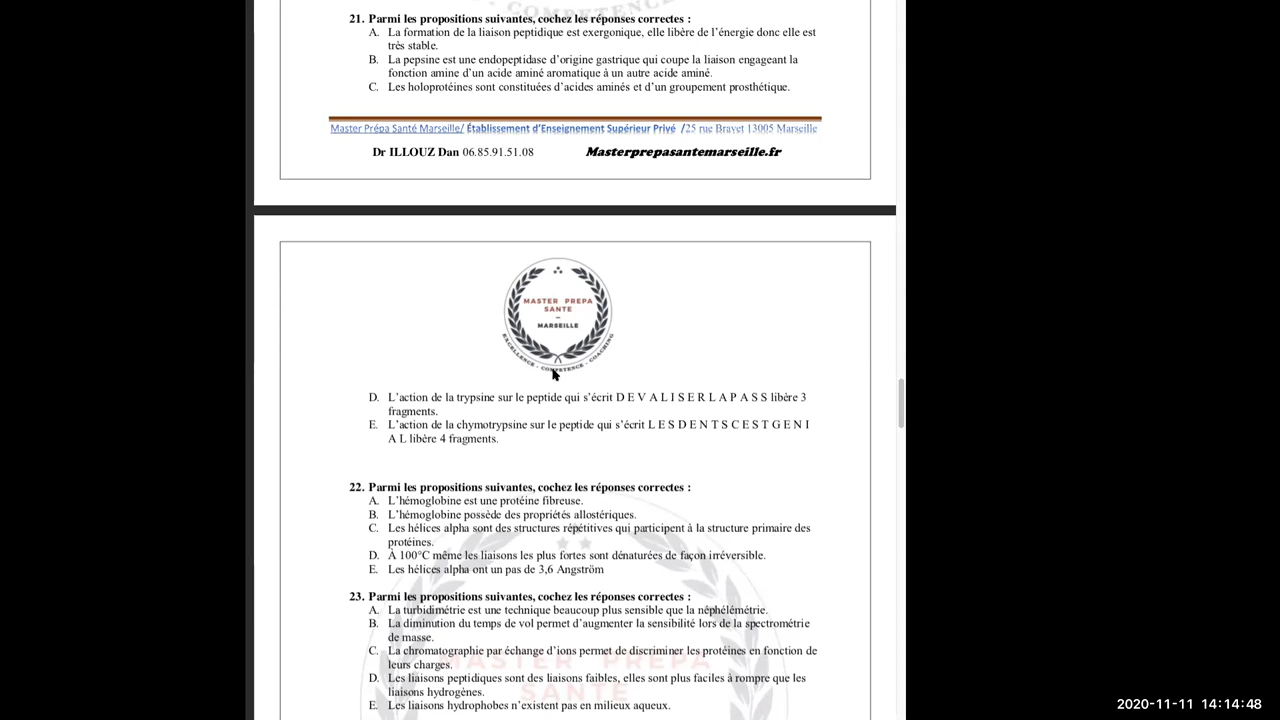 COMPETENCE
21. Parmi les propositions suivantes, cochez les réponses correctes :
A. La formation de la liaison peptidique est exergonique, elle libère de l’énergie donc elle est
très stable.
B. La pepsine est une endopeptidase d’origine gastrique qui coupe la liaison engageant la
fonction amine d’un acide aminé aromatique à un autre acide aminé.
C. Les holoprotéines sont constituées d’acides aminés et d’un groupement prosthétique.
Master Prépa Santé Marseille/ Établissement d’Enseignement Supérieur Privé /25 rue Bravet 13005 Marseille
Dr ILLOUZ Dan 06.85.91.51.08 Masterprepasantemarseille.fr
MASTER PREPA
SANTE
MARSEILLE
EXCELLENCE - COMPETENCE - COACHING
D. L’action de la trypsine sur le peptide qui s’écrit D E V A L I S E R L A P A S S libère 3
fragments.
E. L’action de la chymotrypsine sur le peptide qui s’écrit L E S D E N T S C E S T G E N I
A L libère 4 fragments.
22. Parmi les propositions suivantes, cochez les réponses correctes :
A. L’hémoglobine est une protéine fibreuse.
B. L’hémoglobine possède des propriétés allostériques.
C. Les hélices alpha sont des structures répétitives qui participent à la structure primaire des
protéines.
D. À 100°C même les liaisons les plus fortes sont dénaturées de façon irréversible.
E. Les hélices alpha ont un pas de 3,6 Angström
23. Parmi les propositions suivantes, cochez les réponses correctes :
A. La turbidimétrie est une technique beaucoup plus sensible que la néphélémétrie.
B. La diminution du temps de vol permet d’augmenter la sensibilité lors de la spectrométrie
de masse.
C. La chromatographie par échange d’ions permet de discriminer les protéines en fonction de
leurs charges.
MASTER PREPA
D. Les liaisons peptidiques sont des liaisons faibles, elles sont plus faciles à rompre que les
liaisons hydrogènes.
SANTE
E. Les liaisons hydrophobes n’existent pas en milieux aqueux.
2020-11-11 14:14:48